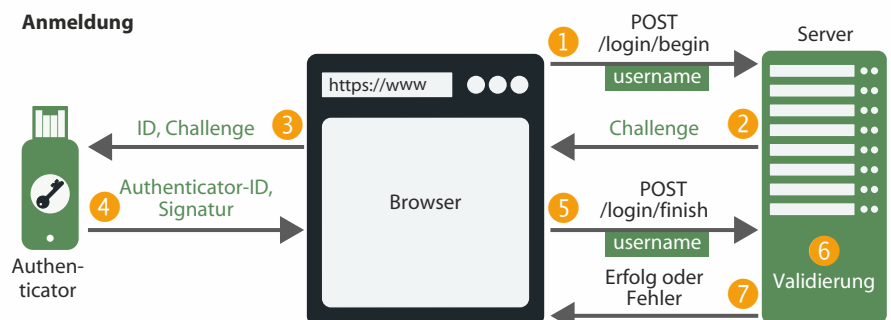 Anmeldung
1
POST
/login/begin
username
Server
https://www
2
Challenge
3
ID, Challenge
4
Authenticator-ID,
Signatur
Browser
5
POST
/login/finish
username
6
Validierung
Authen-
ticator
7
Erfolg oder
Fehler